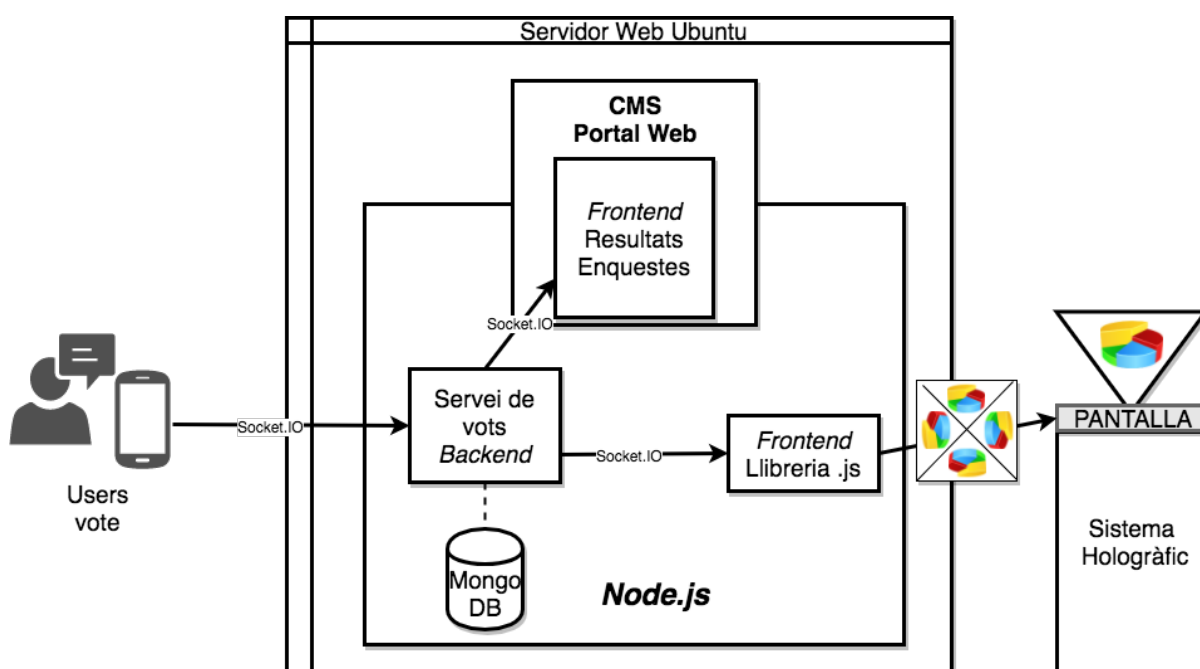 Servidor Web Ubuntu
CMS
Portal Web
Frontend
Resultats
Enquestes
Socket.IO
Servei de
vots
Backend
Socket.IO
Socket.IO
Frontend
Llibreria .js
PANTALLA
Users
vote
Mongo
DB
Node.js
Sistema
Hologràfic